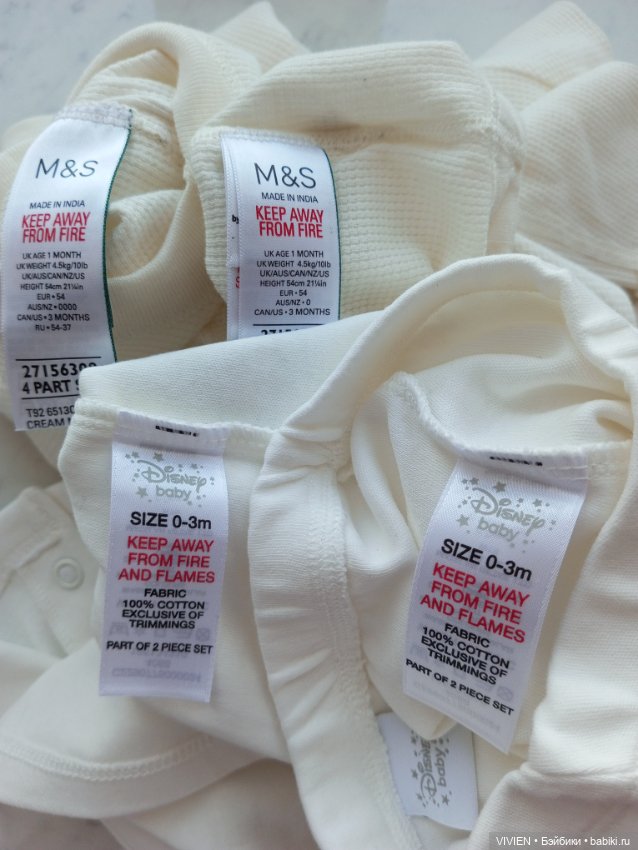 M&S
MADE IN INDIA
KEEP AWAY
FROM FIRE
UK AGE 1 MONTH
UK WEIGHT 4.5kg/10lb
UK/AUS/CAN/NZ/US
HEIGHT 54cm 21¼in
EUR • 54
AUS/NZ • 0000
CAN/US • 3 MONTHS
RU • 54-37
4 PART
CREAM
M&S
MADE IN INDIA
KEEP AWAY
FROM FIRE
UK AGE 1 MONTH
UK WEIGHT 4.5kg/10lb
UK/AUS/CAN/NZ/US
HEIGHT 54cm 21¼in
EUR • 54
AUS/NZ • 0
CAN/US • 3 MONTHS
Disney
baby
SIZE 0-3m
KEEP AWAY
FROM FIRE
AND FLAMES
FABRIC
100% COTTON
EXCLUSIVE OF
TRIMMINGS
PART OF 2 PIECE SET
Disney
baby
SIZE 0-3m
KEEP AWAY
FROM FIRE
AND FLAMES
FABRIC
100% COTTON
EXCLUSIVE OF
TRIMMINGS
PART OF 2 PIECE SET
Disney
baby
VIVIEN • Бэйбики • babiki.ru